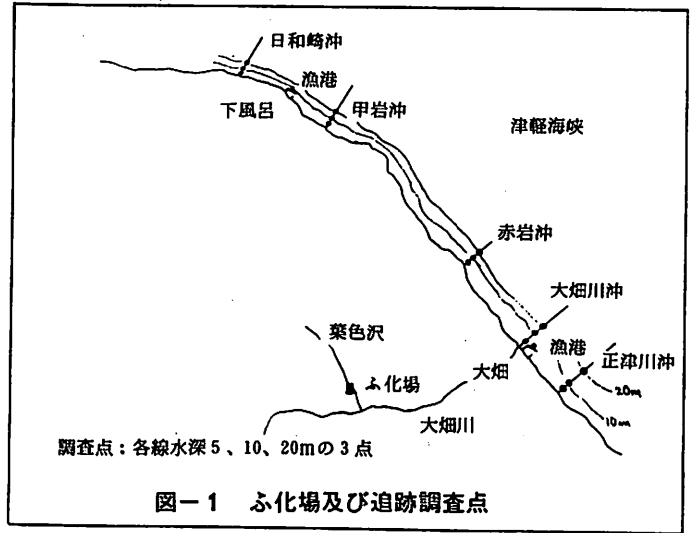 日和崎沖
漁港
下風呂
甲岩沖
津軽海峡
赤岩沖
大畑川沖
葉色沢
漁港
大畑
正津川沖
ふ化場
20m
大畑川
10m
調査点:各線水深5、10、20mの3点
図-1 ふ化場及び追跡調査点